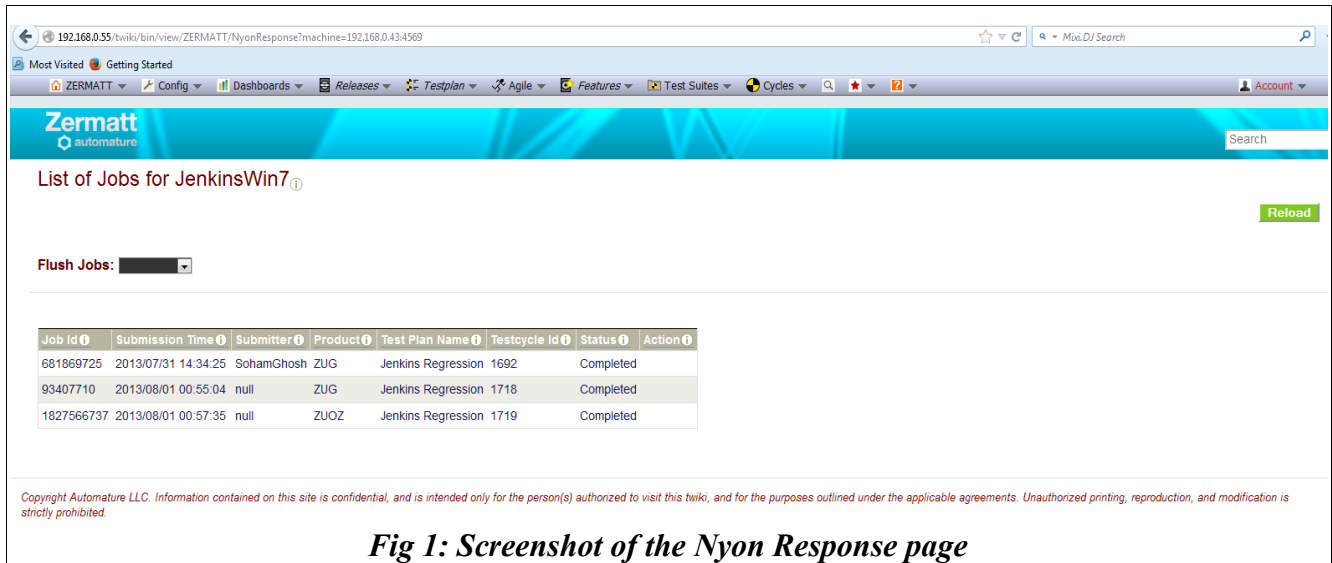 192.168.0.55/twiki/bin/view/ZERMATT/NyonResponse?machine=192.168.0.43:4569
Mixi.DJ Search
Most Visited Getting Started
ZERMATT Config Dashboards Releases Testplan Agile Features Test Suites Cycles Account
Zermatt
automature
Search
List of Jobs for JenkinsWin7
Reload
Flush Jobs:
Job Id Submission Time Submitter Product Test Plan Name Testcycle Id Status Action
681869725 2013/07/31 14:34:25 SohamGhosh ZUG Jenkins Regression 1692 Completed
93407710 2013/08/01 00:55:04 null ZUG Jenkins Regression 1718 Completed
1827566737 2013/08/01 00:57:35 null ZUOZ Jenkins Regression 1719 Completed
Copyright Automature LLC. Information contained on this site is confidential, and is intended only for the person(s) authorized to visit this twiki, and for the purposes outlined under the applicable agreements. Unauthorized printing, reproduction, and modification is
strictly prohibited.
Fig 1: Screenshot of the Nyon Response page